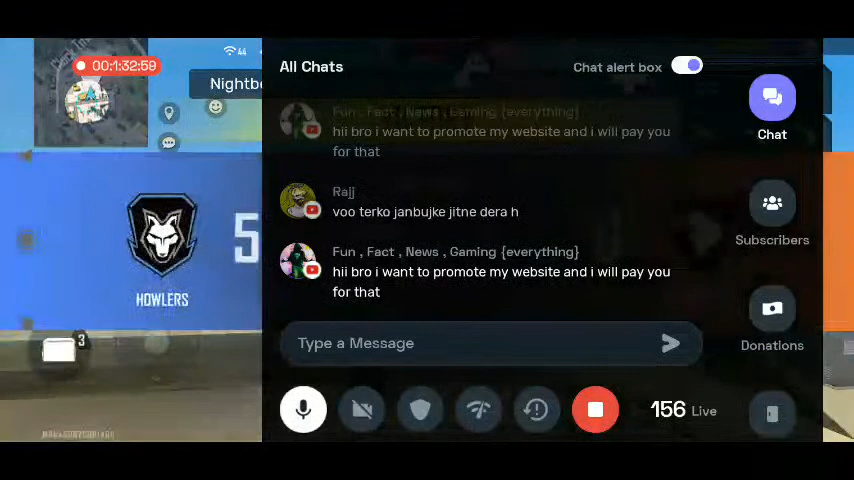 00:1:32:59
44
Nightb
All Chats
Chat alert box
Fun , Fact , News , Gaming {everything}
hii bro i want to promote my website and i will pay you
for that
Chat
Rajj
voo terko janbujke jitne dera h
Subscribers
Fun , Fact , News , Gaming {everything}
hii bro i want to promote my website and i will pay you
for that
5
HOWLERS
Type a Message
Donations
3
156 Live